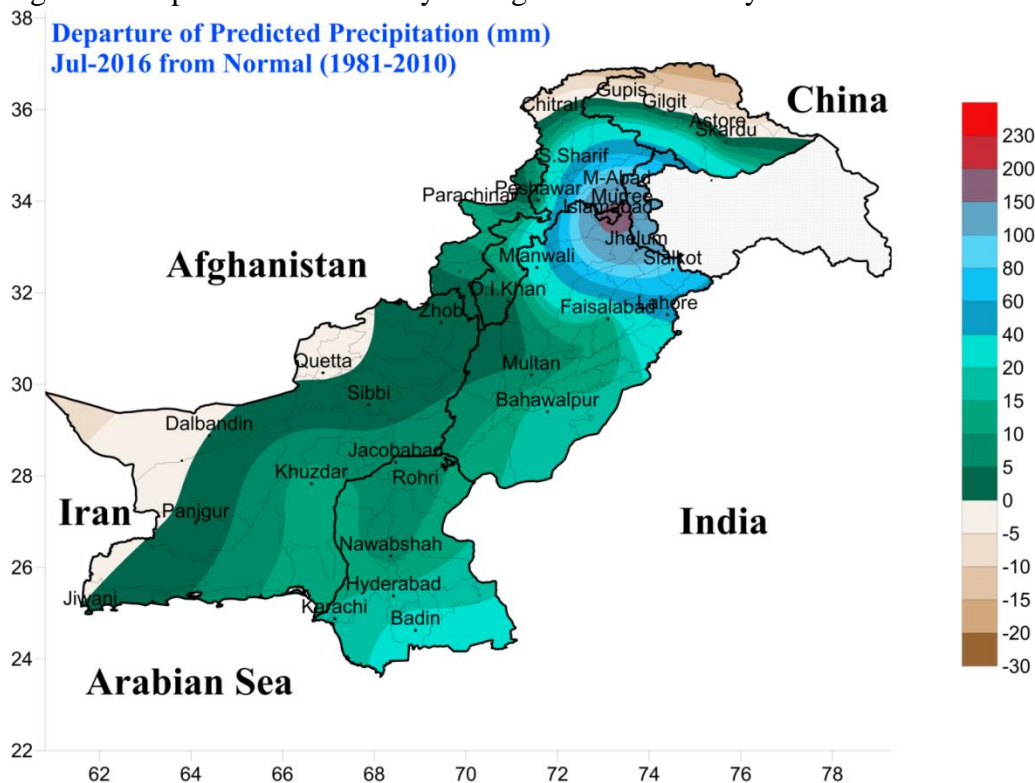 Departure of Predicted Precipitation (mm)
Jul-2016 from Normal (1981-2010)
38
36
34
32
30
28
26
24
22
62
64
66
68
70
72
74
76
78
China
Afghanistan
Iran
India
Arabian Sea
Chitral
Gupis
Gilgit
Astore
Skardu
S.Sharif
M-Abad
Parachinar
Peshawar
Murree
Islamabad
Jhelum
Mianwali
Sialkot
D.I.Khan
Zhob
Faisalabad
Lahore
Quetta
Multan
Sibbi
Bahawalpur
Dalbandin
Jacobabad
Khuzdar
Rohri
Panjgur
Nawabshah
Hyderabad
Jiwani
Karachi
Badin
230
200
150
100
80
60
40
20
15
10
5
0
-5
-10
-15
-20
-30